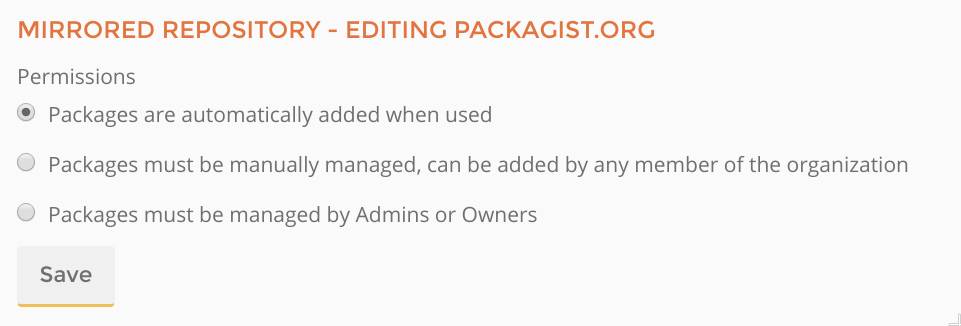 MIRRORED REPOSITORY - EDITING PACKAGIST.ORG
Permissions
Packages are automatically added when used
Packages must be manually managed, can be added by any member of the organization
Packages must be managed by Admins or Owners
Save